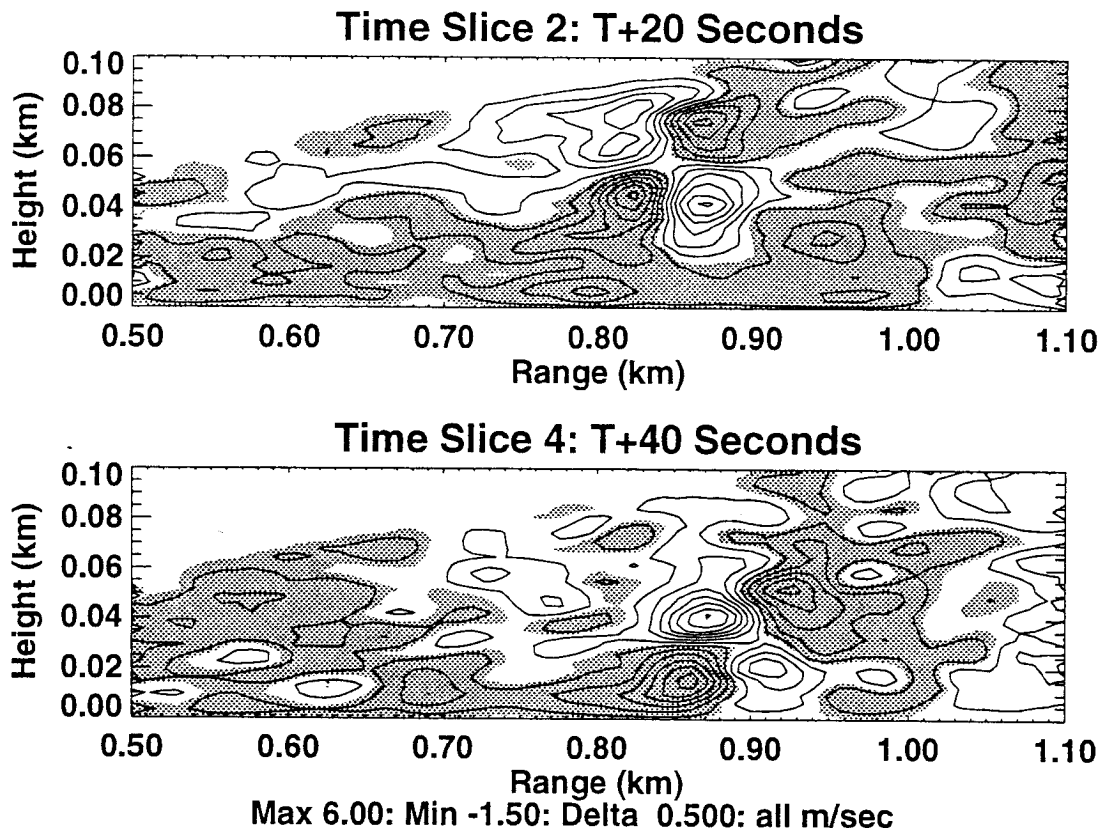 Time Slice 2: T+20 Seconds
0.10
0.08
0.06
0.04
0.02
0.00
Height (km)
0.50 0.60 0.70 0.80 0.90 1.00 1.10
Range (km)
Time Slice 4: T+40 Seconds
0.10
0.08
0.06
0.04
0.02
0.00
Height (km)
0.50 0.60 0.70 0.80 0.90 1.00 1.10
Range (km)
Max 6.00: Min -1.50: Delta 0.500: all m/sec